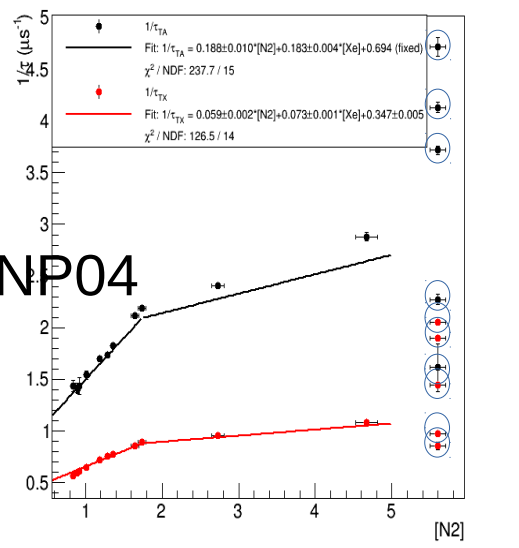 5
1/τ (μs⁻¹)
4.5
4
3.5
3
2
1.5
1
0.5
1/τTA
Fit: 1/τTA = 0.188±0.010*[N2]+0.183±0.004*[Xe]+0.694 (fixed)
χ² / NDF: 237.7 / 15
1/τTX
Fit: 1/τTX = 0.059±0.002*[N2]+0.073±0.001*[Xe]+0.347±0.005
χ² / NDF: 126.5 / 14
NP04
1 2 3 4 5
[N2]